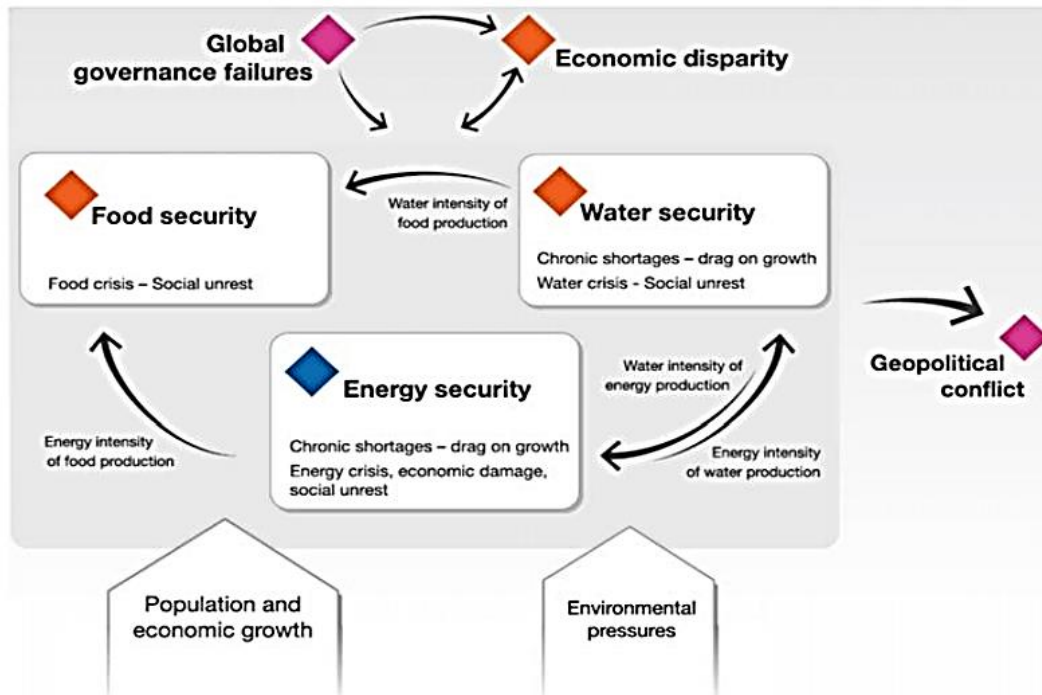 Global
governance failures
Economic disparity
Food security
Food crisis – Social unrest
Water intensity of
food production
Water security
Chronic shortages – drag on growth
Water crisis - Social unrest
Geopolitical
conflict
Energy security
Chronic shortages – drag on growth
Energy crisis, economic damage,
social unrest
Water intensity of
energy production
Energy intensity
of food production
Energy intensity
of water production
Population and
economic growth
Environmental
pressures